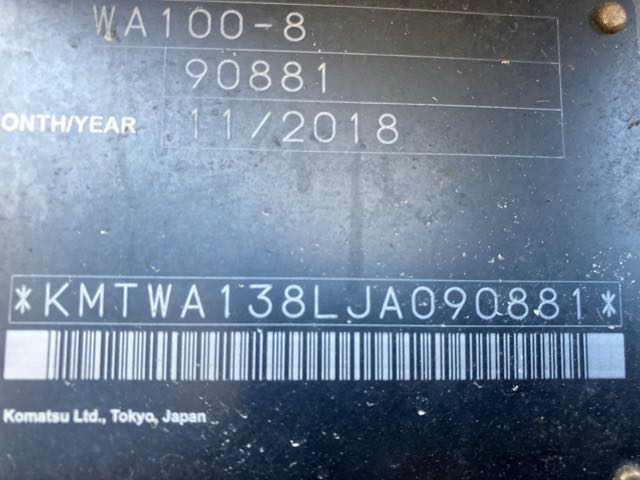 WA100-8
90881
ONTH/YEAR 11/2018
*KMTWA138LJA090881*
Komatsu Ltd., Tokyo, Japan